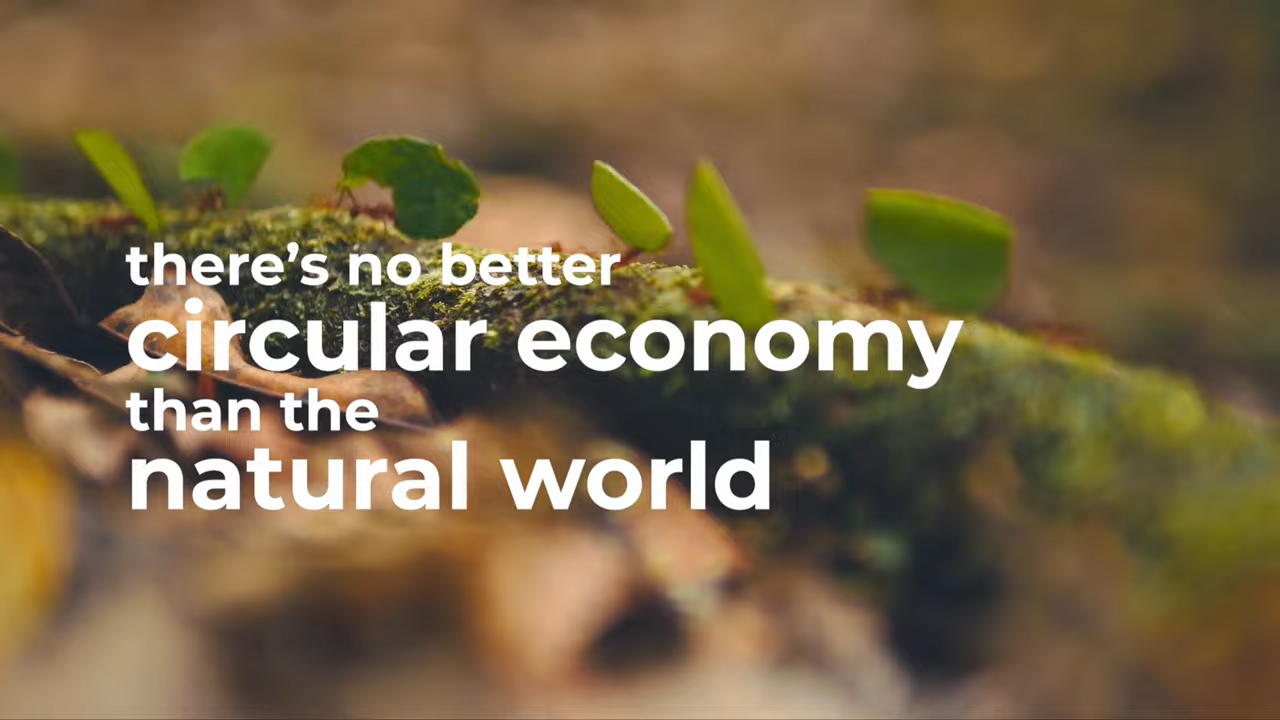 there’s no better
circular economy
than the
natural world